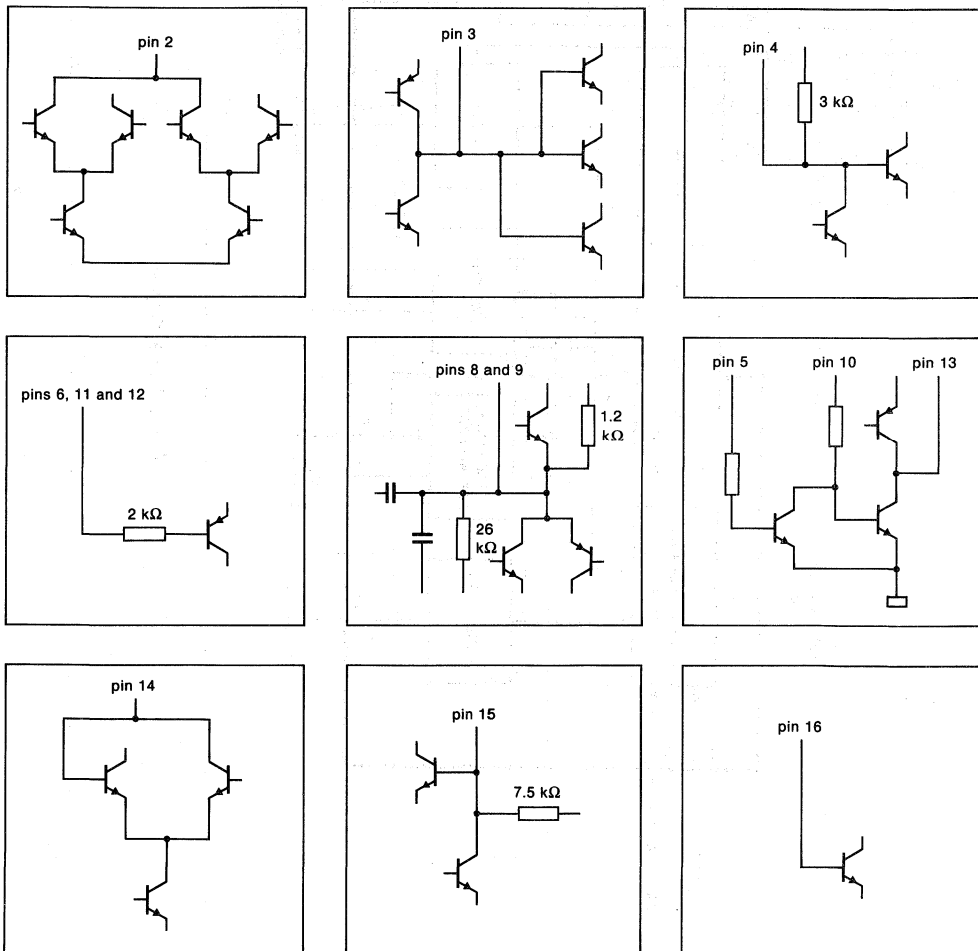 pin 2
pin 3
pin 4
3 kΩ
pins 6, 11 and 12
2 kΩ
pins 8 and 9
1.2
kΩ
26
kΩ
pin 5
pin 10
pin 13
pin 14
pin 15
7.5 kΩ
pin 16